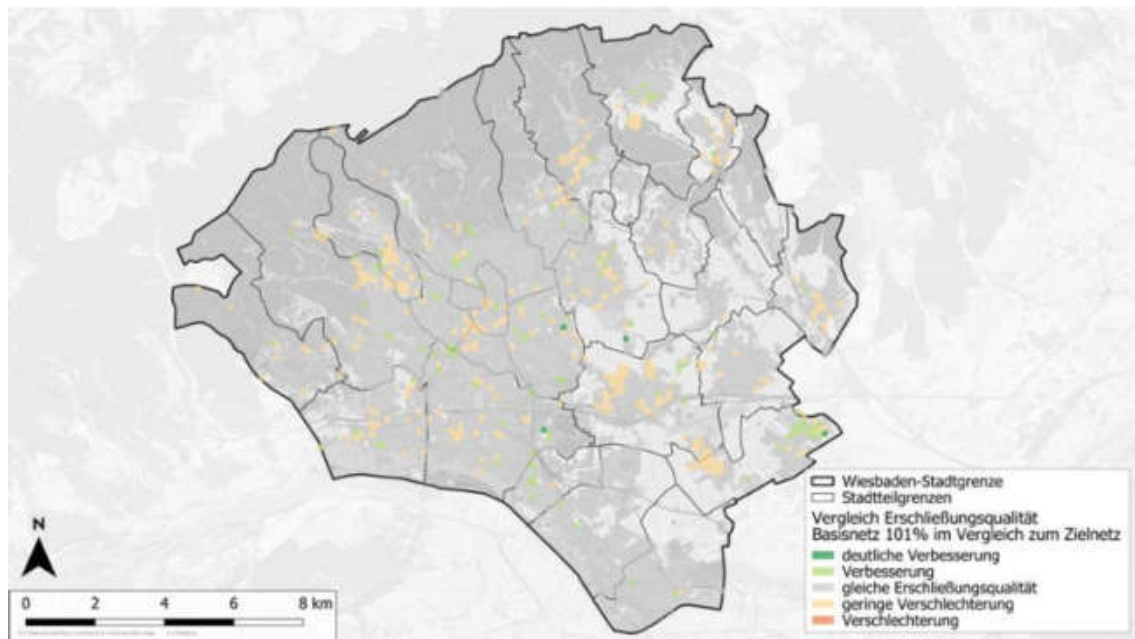 Wiesbaden-Stadtgrenze
Stadtteilgrenzen
Vergleich Erschließungsqualität
Basisnetz 101% im Vergleich zum Zielnetz
deutliche Verbesserung
Verbesserung
gleiche Erschließungsqualität
geringe Verschlechterung
Verschlechterung
N
0 2 4 6 8 km